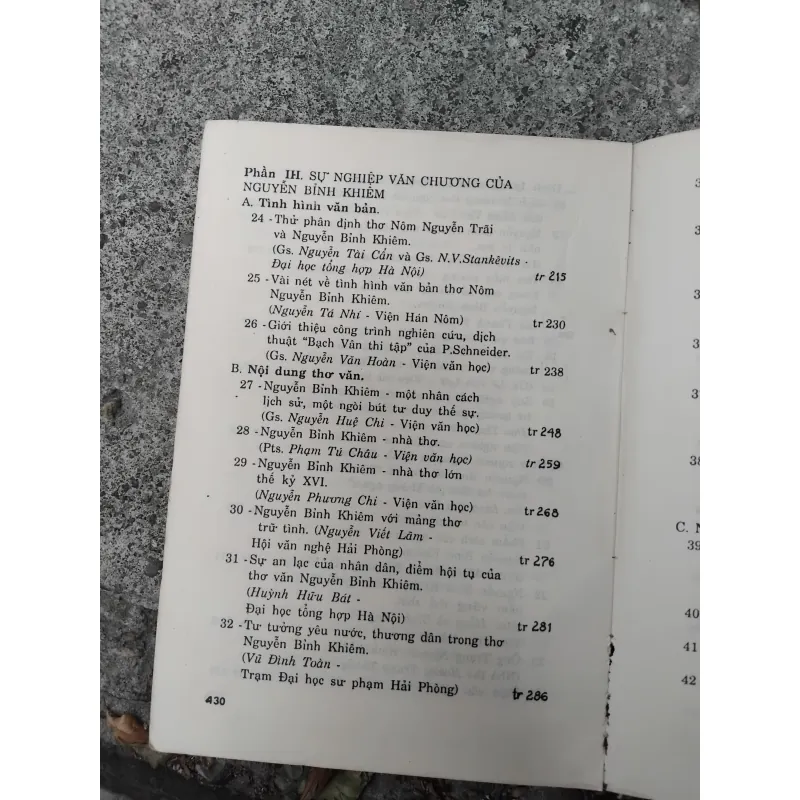 Phần IH. SỰ NGHIỆP VĂN CHƯƠNG CỦA
NGUYỄN BỈNH KHIÊM
A. Tình hình văn bản.
24 - Thử phân định thơ Nôm Nguyễn Trãi
và Nguyễn Bỉnh Khiêm.
(Gs. Nguyễn Tài Cẩn và Gs. N.V.Stankêvits -
Đại học tổng hợp Hà Nội) tr 215
25 - Vài nét về tình hình văn bản thơ Nôm
Nguyễn Bỉnh Khiêm.
(Nguyễn Tá Nhí - Viện Hán Nôm) tr 230
26 - Giới thiệu công trình nghiên cứu, dịch
thuật "Bạch Vân thi tập" của P.Schneider.
(Gs. Nguyễn Văn Hoàn - Viện văn học) tr 238
B. Nội dung thơ văn.
27 - Nguyễn Bỉnh Khiêm - một nhân cách
lịch sử, một ngòi bút tư duy thế sự.
(Gs. Nguyễn Huệ Chi - Viện văn học) tr 248
28 - Nguyễn Bỉnh Khiêm - nhà thơ.
(Pts. Phạm Tú Châu - Viện văn học) tr 259
29 - Nguyễn Bỉnh Khiêm - nhà thơ lớn
thế kỷ XVI.
(Nguyễn Phương Chi - Viện văn học) tr 268
30 - Nguyễn Bỉnh Khiêm với mảng thơ
trữ tình. (Nguyễn Viết Lâm -
Hội văn nghệ Hải Phòng) tr 276
31 - Sự an lạc của nhân dân, điểm hội tụ của
thơ văn Nguyễn Bỉnh Khiêm.
(Huỳnh Hữu Bát -
Đại học tổng hợp Hà Nội) tr 281
32 - Tư tưởng yêu nước, thương dân trong thơ
Nguyễn Bỉnh Khiêm.
(Vũ Đình Toàn -
Trạm Đại học sư phạm Hải Phòng) tr 286
430
38
C. N
39
40
41
42